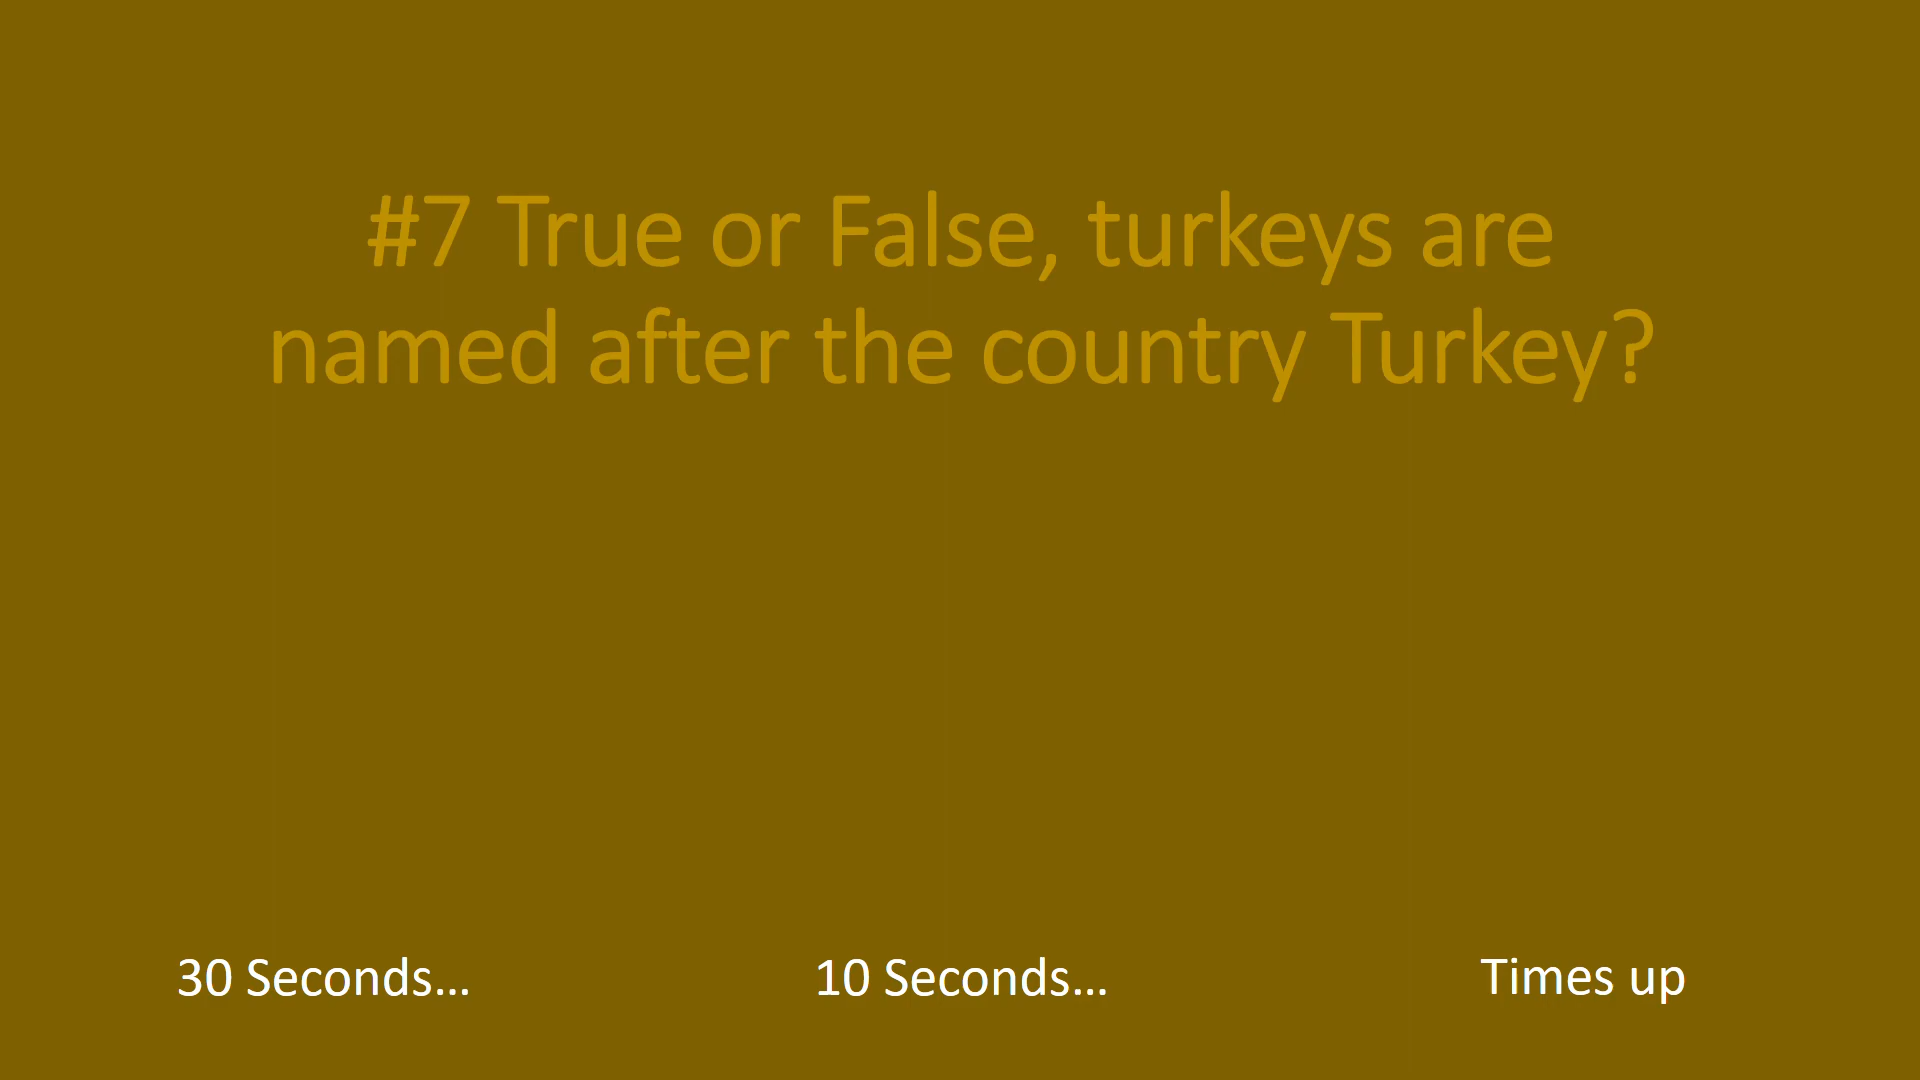 #7 True or False, turkeys are
named after the country Turkey?
30 Seconds...
10 Seconds...
Times up